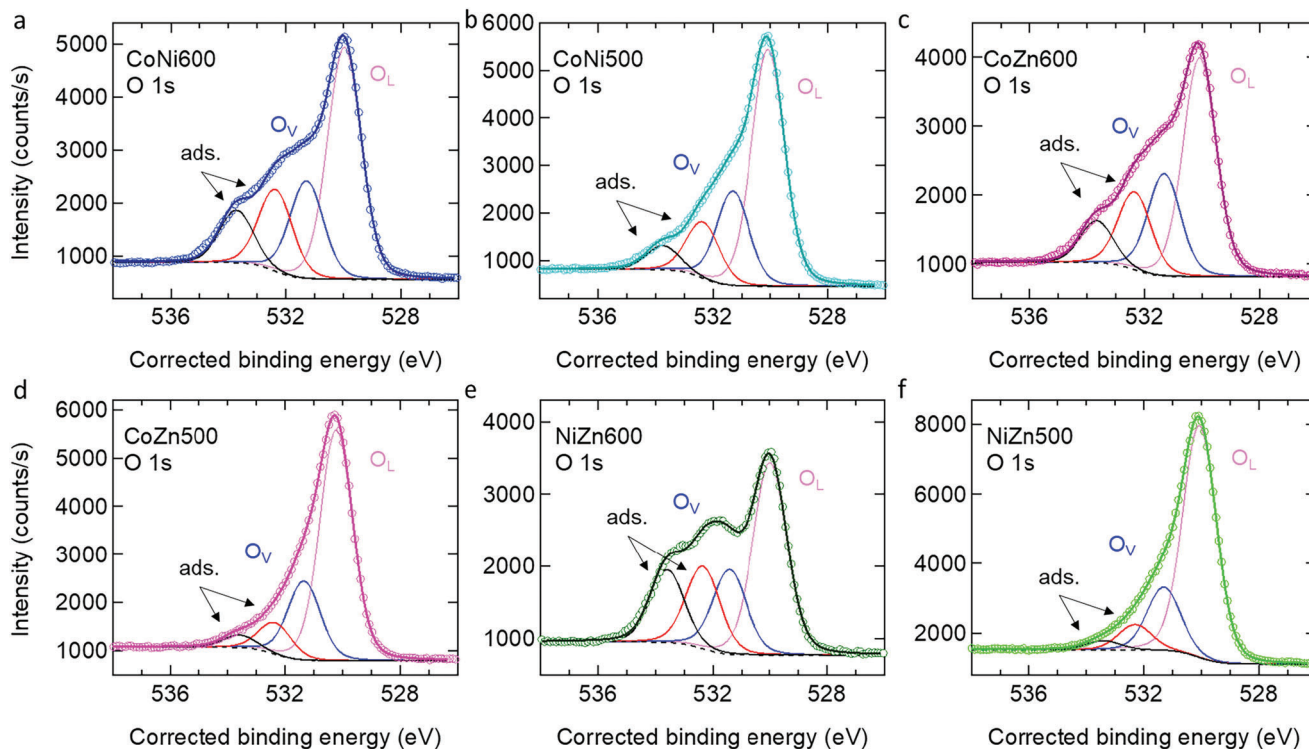 a
5000
4000
3000
2000
1000
CoNi600
O 1s
O_L
O_V
ads.
536
532
528
Intensity (counts/s)
Corrected binding energy (eV)
b
6000
5000
4000
3000
2000
1000
CoNi500
O 1s
O_L
O_V
ads.
536
532
528
Corrected binding energy (eV)
c
4000
3000
2000
1000
CoZn600
O 1s
O_L
O_V
ads.
536
532
528
Corrected binding energy (eV)
d
6000
5000
4000
3000
2000
1000
CoZn500
O 1s
O_L
O_V
ads.
536
532
528
Intensity (counts/s)
Corrected binding energy (eV)
e
4000
3000
2000
1000
NiZn600
O 1s
O_L
O_V
ads.
536
532
528
Corrected binding energy (eV)
f
8000
6000
4000
2000
NiZn500
O 1s
O_L
O_V
ads.
536
532
528
Corrected binding energy (eV)